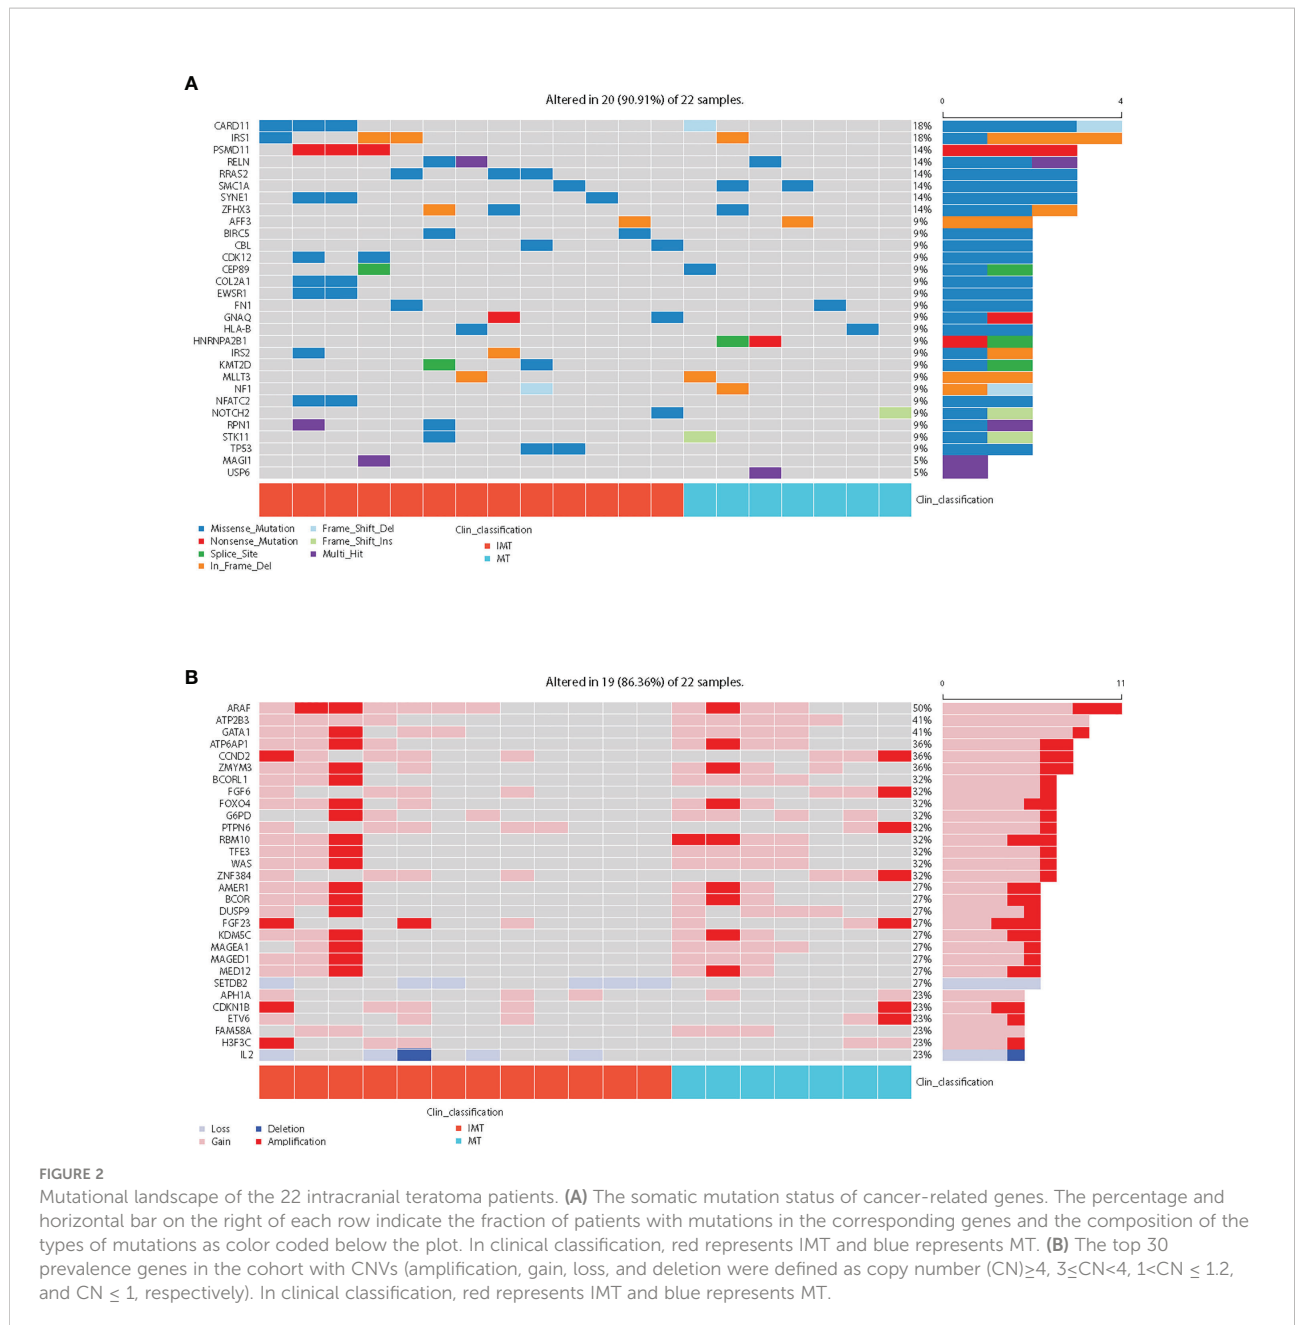 A
Altered in 20 (90.91%) of 22 samples.
0 4
CARD11 18%
IRS1 18%
PSMD11 14%
RELN 14%
RRAS2 14%
SMC1A 14%
SYNE1 14%
ZFHX3 14%
AFF3 9%
BIRC5 9%
CBL 9%
CDK12 9%
CEP89 9%
COL2A1 9%
EWSR1 9%
FN1 9%
GNAQ 9%
HLA-B 9%
HNRNPA2B1 9%
IRS2 9%
KMT2D 9%
MLLT3 9%
NF1 9%
NFATC2 9%
NOTCH2 9%
RPN1 9%
STK11 9%
TP53 9%
MAGI1 5%
USP6 5%
Clin_classification
Missense_Mutation Frame_Shift_Del Clin_classification
Nonsense_Mutation Frame_Shift_Ins IMT
Splice_Site Multi_Hit MT
In_Frame_Del
B
Altered in 19 (86.36%) of 22 samples.
0 11
ARAF 50%
ATP2B3 41%
GATA1 41%
ATP6AP1 36%
CCND2 36%
ZMYM3 36%
BCORL1 32%
FGF6 32%
FOXO4 32%
G6PD 32%
PTPN6 32%
RBM10 32%
TFE3 32%
WAS 32%
ZNF384 32%
AMER1 27%
BCOR 27%
DUSP9 27%
FGF23 27%
KDM5C 27%
MAGEA1 27%
MAGED1 27%
MED12 27%
SETDB2 27%
APH1A 23%
CDKN1B 23%
ETV6 23%
FAM58A 23%
H3F3C 23%
IL2 23%
Clin_classification
Clin_classification
Loss Deletion IMT
Gain Amplification MT
FIGURE 2
Mutational landscape of the 22 intracranial teratoma patients. (A) The somatic mutation status of cancer-related genes. The percentage and
horizontal bar on the right of each row indicate the fraction of patients with mutations in the corresponding genes and the composition of the
types of mutations as color coded below the plot. In clinical classification, red represents IMT and blue represents MT. (B) The top 30
prevalence genes in the cohort with CNVs (amplification, gain, loss, and deletion were defined as copy number (CN)≥4, 3≤CN<4, 1<CN ≤ 1.2,
and CN ≤ 1, respectively). In clinical classification, red represents IMT and blue represents MT.